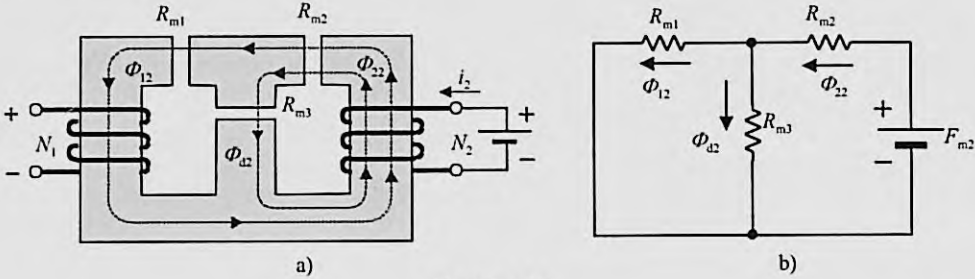 R_m1
R_m2
Φ_12
Φ_22
i_2
+
+
R_m3
N_1
N_2
Φ_d2
−
−
a)
R_m1
R_m2
Φ_12
Φ_22
+
R_m3
Φ_d2
F_m2
−
b)